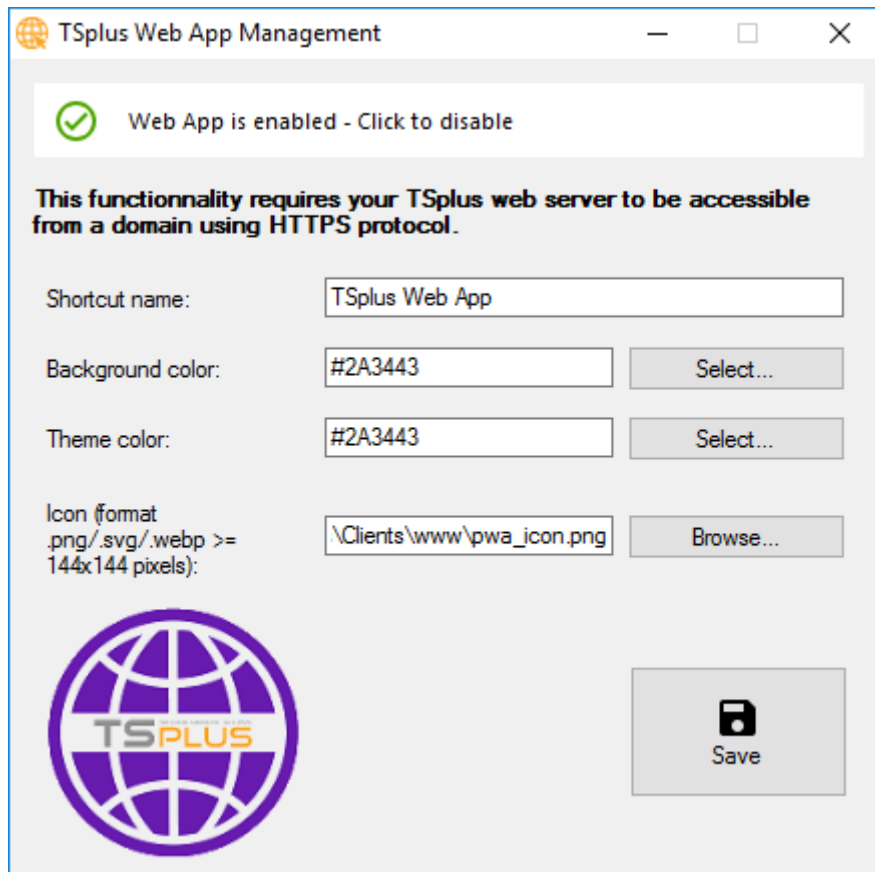 TSplus Web App Management
Web App is enabled - Click to disable
This functionnality requires your TSplus web server to be accessible
from a domain using HTTPS protocol.
Shortcut name:
TSplus Web App
Background color:
#2A3443
Select...
Theme color:
#2A3443
Select...
Icon (format
.png/.svg/.webp >=
144x144 pixels):
\Clients\www\pwa_icon.png
Browse...
TSPLUS
Save